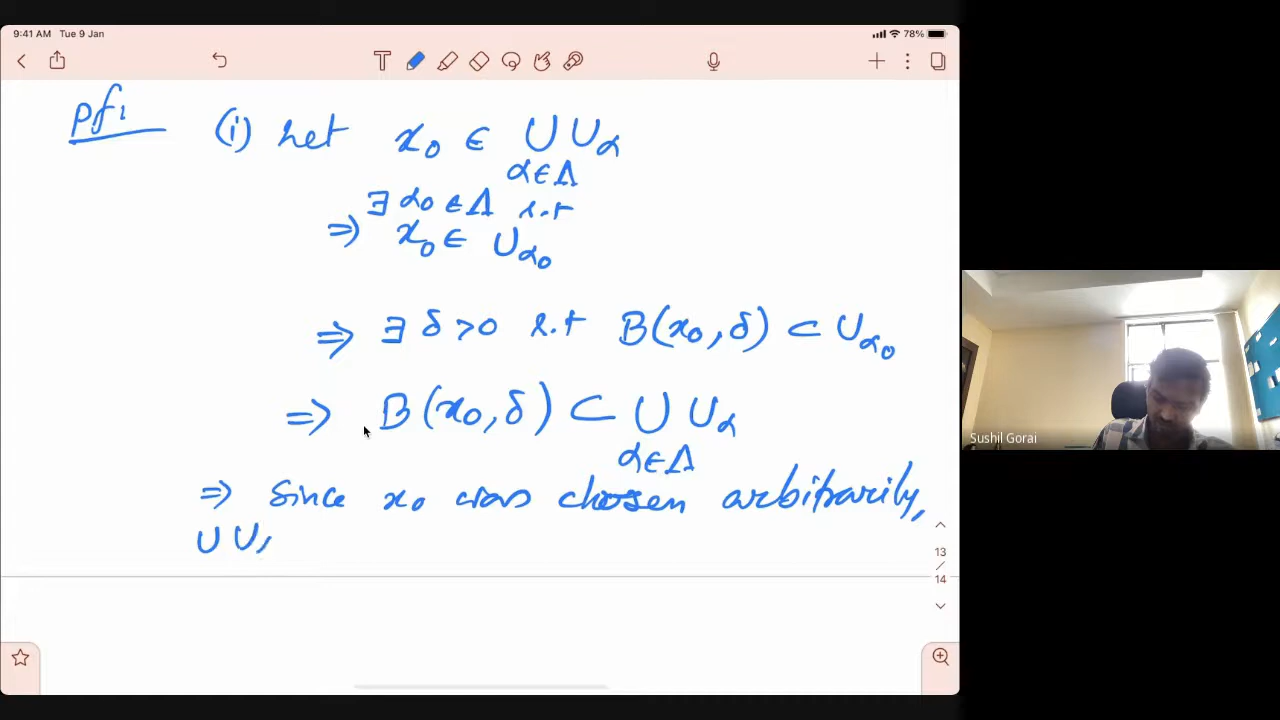 9:41 AM Tue 9 Jan
78%
Pf:
(i) Let x₀ ∈ ⋃ U_α
α∈Λ
∃ α₀ ∈ Λ s.t
⇒ x₀ ∈ U_α₀
⇒ ∃ δ > 0 s.t B(x₀, δ) ⊂ U_α₀
⇒ B(x₀, δ) ⊂ ⋃ U_α
α∈Λ
⇒ Since x₀ was chosen arbitrarily,
⋃ U
13
/
14
Sushil Gorai